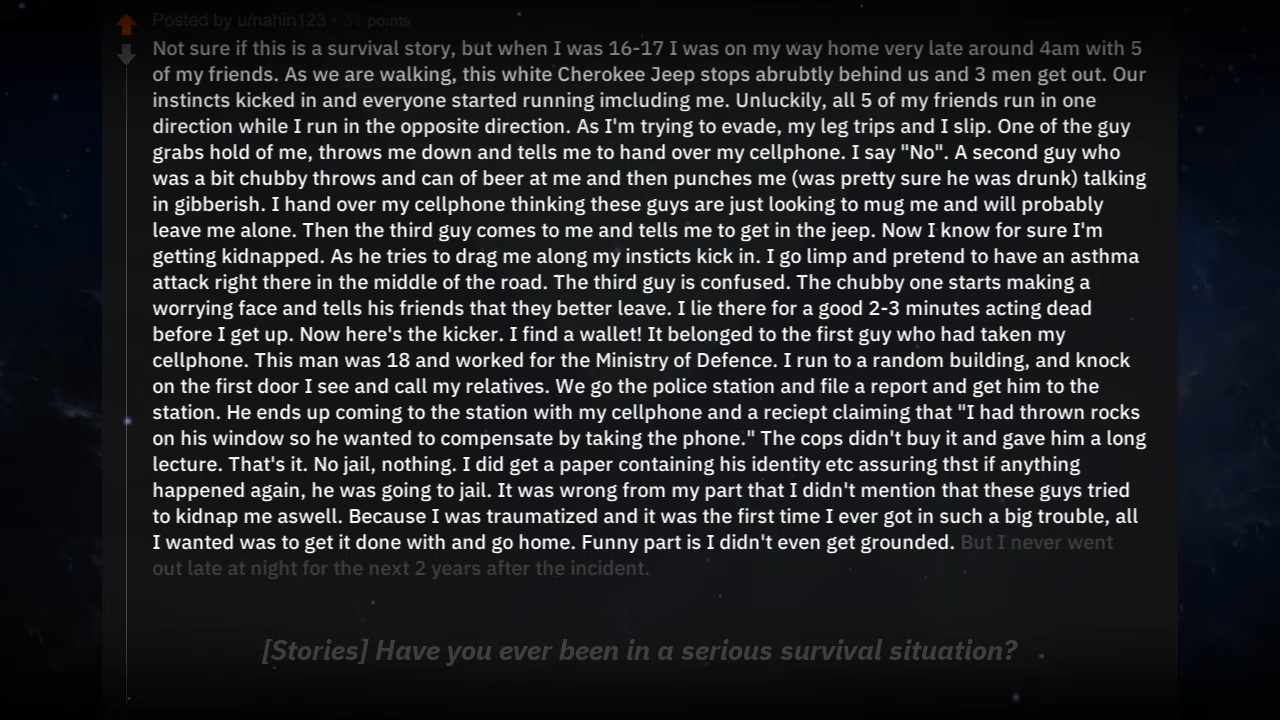 Posted by u/nahin123 · 31 points
Not sure if this is a survival story, but when I was 16-17 I was on my way home very late around 4am with 5
of my friends. As we are walking, this white Cherokee Jeep stops abrubtly behind us and 3 men get out. Our
instincts kicked in and everyone started running imcluding me. Unluckily, all 5 of my friends run in one
direction while I run in the opposite direction. As I'm trying to evade, my leg trips and I slip. One of the guy
grabs hold of me, throws me down and tells me to hand over my cellphone. I say "No". A second guy who
was a bit chubby throws and can of beer at me and then punches me (was pretty sure he was drunk) talking
in gibberish. I hand over my cellphone thinking these guys are just looking to mug me and will probably
leave me alone. Then the third guy comes to me and tells me to get in the jeep. Now I know for sure I'm
getting kidnapped. As he tries to drag me along my insticts kick in. I go limp and pretend to have an asthma
attack right there in the middle of the road. The third guy is confused. The chubby one starts making a
worrying face and tells his friends that they better leave. I lie there for a good 2-3 minutes acting dead
before I get up. Now here's the kicker. I find a wallet! It belonged to the first guy who had taken my
cellphone. This man was 18 and worked for the Ministry of Defence. I run to a random building, and knock
on the first door I see and call my relatives. We go the police station and file a report and get him to the
station. He ends up coming to the station with my cellphone and a reciept claiming that "I had thrown rocks
on his window so he wanted to compensate by taking the phone." The cops didn't buy it and gave him a long
lecture. That's it. No jail, nothing. I did get a paper containing his identity etc assuring thst if anything
happened again, he was going to jail. It was wrong from my part that I didn't mention that these guys tried
to kidnap me aswell. Because I was traumatized and it was the first time I ever got in such a big trouble, all
I wanted was to get it done with and go home. Funny part is I didn't even get grounded. But I never went
out late at night for the next 2 years after the incident.
[Stories] Have you ever been in a serious survival situation?